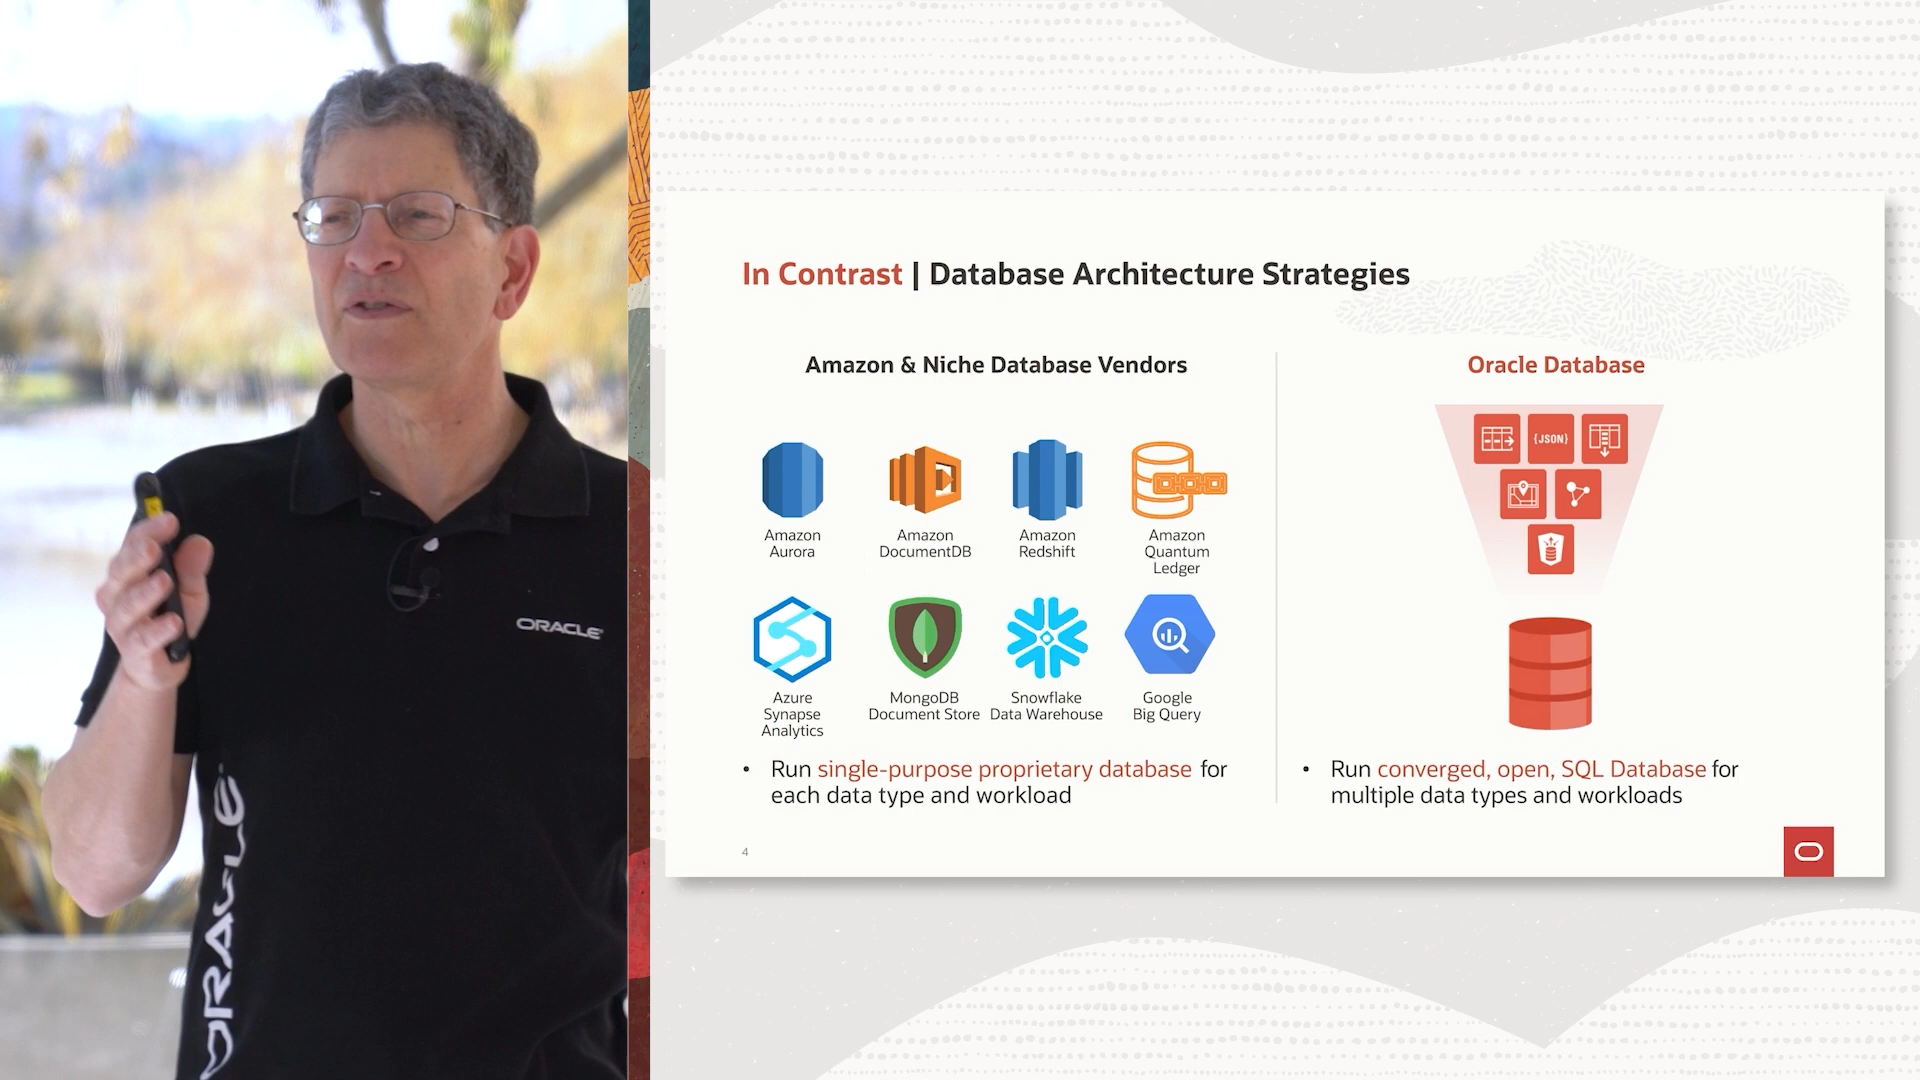 In Contrast | Database Architecture Strategies
Amazon & Niche Database Vendors
Amazon
Aurora
Amazon
DocumentDB
Amazon
Redshift
Amazon
Quantum
Ledger
Azure
Synapse
Analytics
MongoDB
Document Store
Snowflake
Data Warehouse
Google
Big Query
• Run single-purpose proprietary database for
each data type and workload
Oracle Database
{JSON}
• Run converged, open, SQL Database for
multiple data types and workloads
4
ORACLE
ORACLE